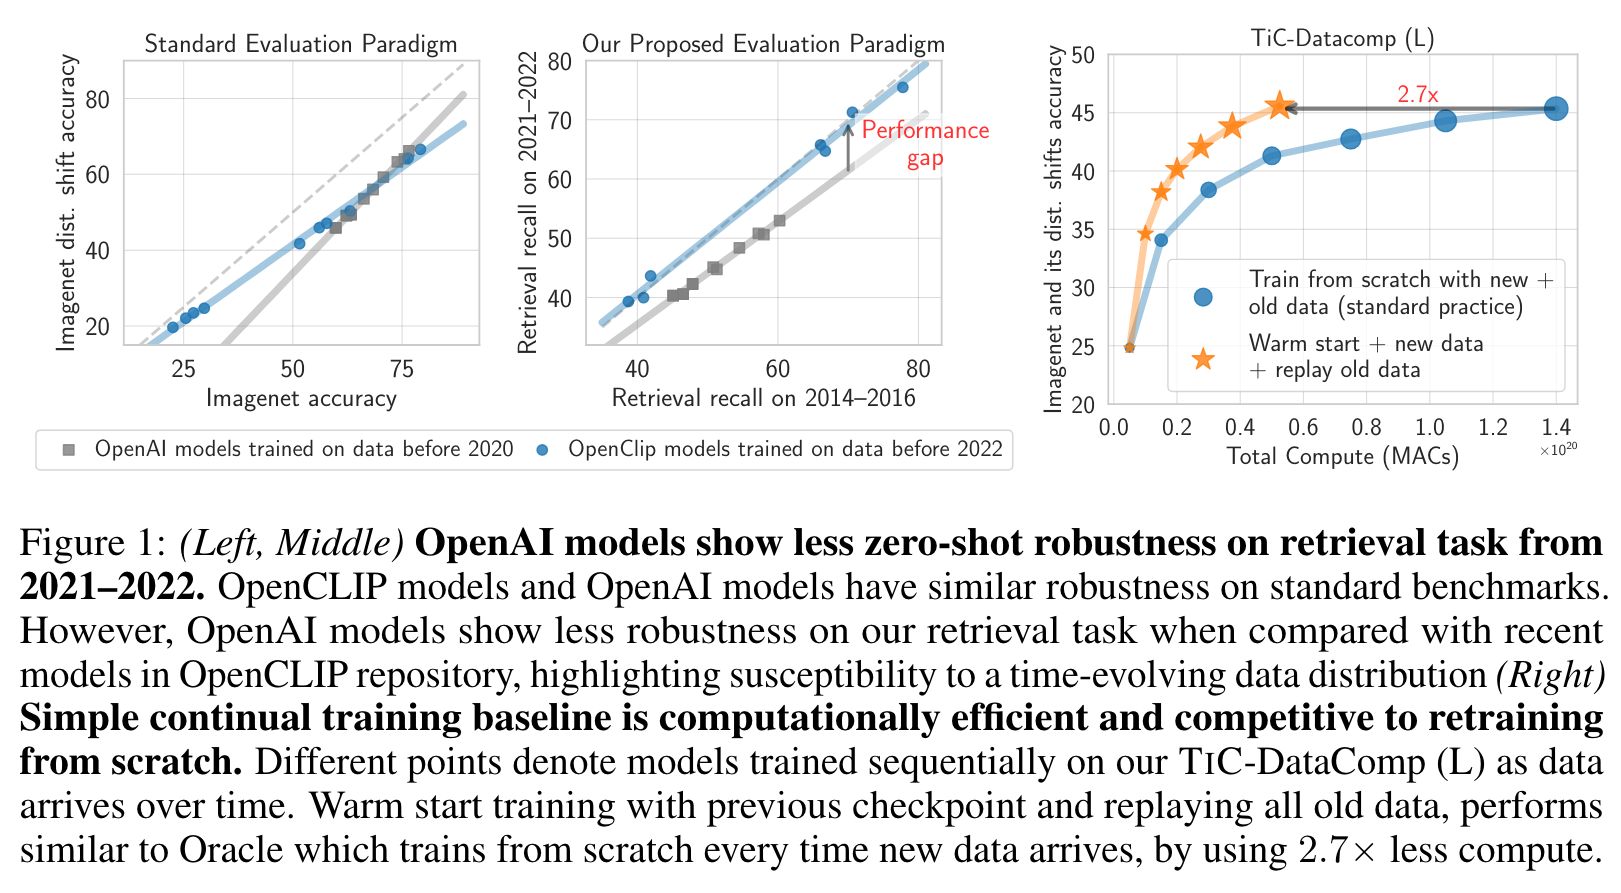 Standard Evaluation Paradigm
Imagenet dist. shift accuracy
80
60
40
20
25 50 75
Imagenet accuracy
Our Proposed Evaluation Paradigm
Retrieval recall on 2021–2022
80
70
60
50
40
Performance
gap
40 60 80
Retrieval recall on 2014–2016
OpenAI models trained on data before 2020
OpenClip models trained on data before 2022
TiC-Datacomp (L)
Imagenet and its dist. shifts accuracy
50
45
40
35
30
25
20
2.7x
Train from scratch with new +
old data (standard practice)
Warm start + new data
+ replay old data
0.0 0.2 0.4 0.6 0.8 1.0 1.2 1.4
×10²⁰
Total Compute (MACs)
Figure 1: (Left, Middle) OpenAI models show less zero-shot robustness on retrieval task from
2021–2022. OpenCLIP models and OpenAI models have similar robustness on standard benchmarks.
However, OpenAI models show less robustness on our retrieval task when compared with recent
models in OpenCLIP repository, highlighting susceptibility to a time-evolving data distribution (Right)
Simple continual training baseline is computationally efficient and competitive to retraining
from scratch. Different points denote models trained sequentially on our TIC-DataComp (L) as data
arrives over time. Warm start training with previous checkpoint and replaying all old data, performs
similar to Oracle which trains from scratch every time new data arrives, by using 2.7× less compute.